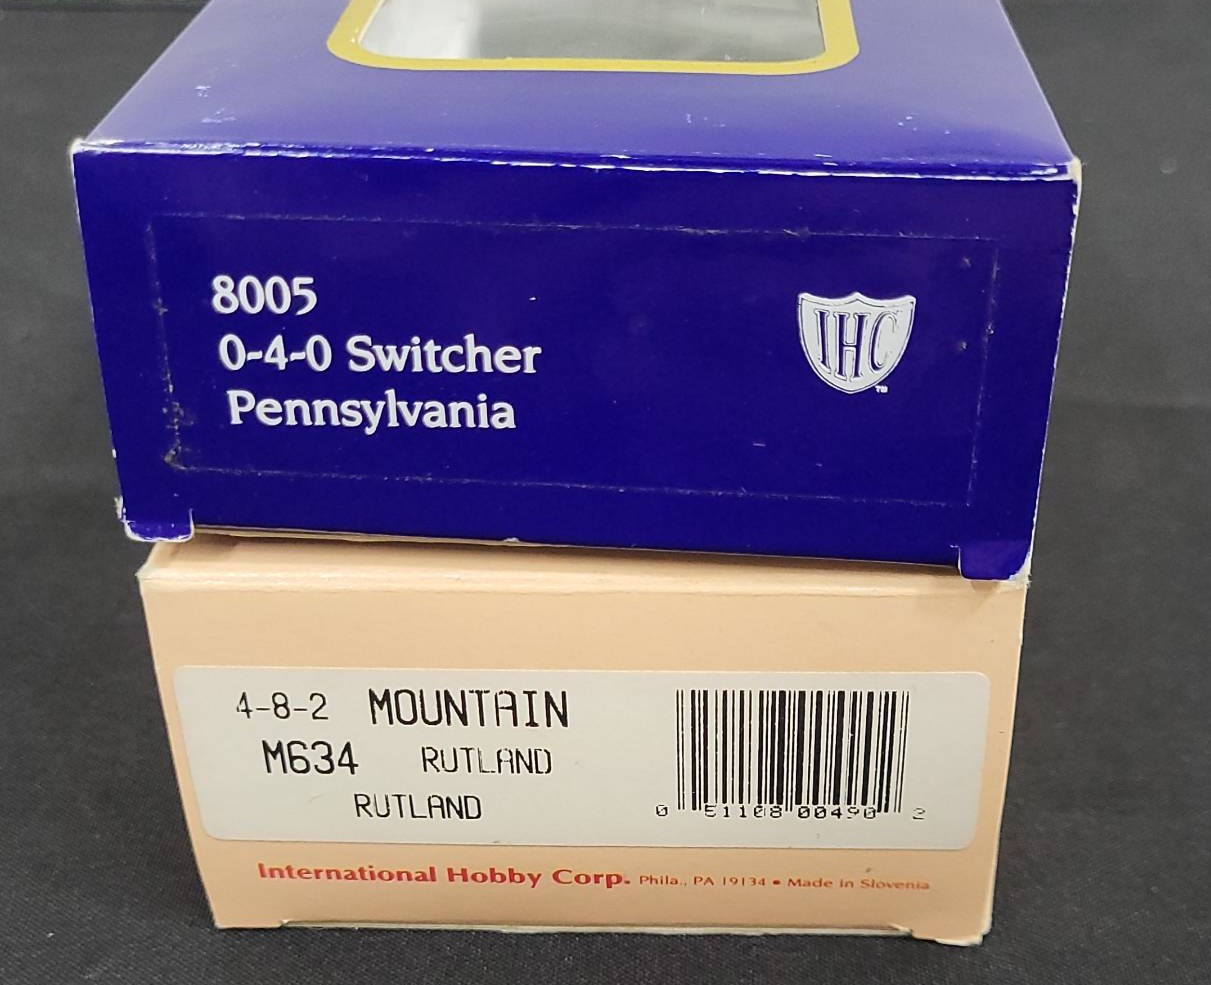 8005
0-4-0 Switcher
Pennsylvania
IHC
TM
4-8-2 MOUNTAIN
M634 RUTLAND
RUTLAND
0 51108 00490 2
International Hobby Corp. Phila., PA 19134 • Made in Slovenia